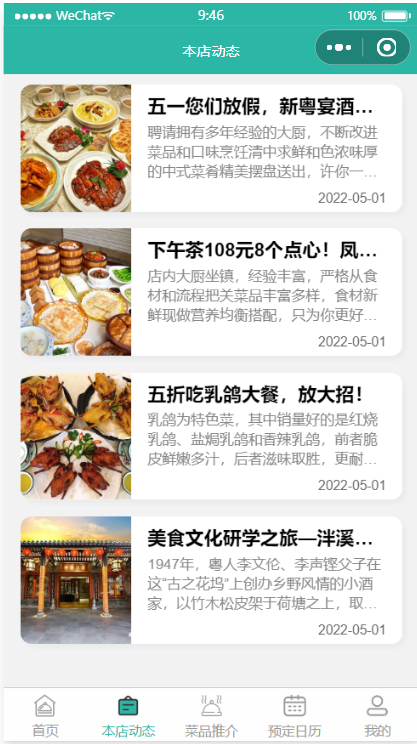 WeChat 9:46 100%
本店动态
五一您们放假，新粤宴酒...
聘请拥有多年经验的大厨，不断改进
菜品和口味烹饪清中求鲜和色浓味厚
的中式菜肴精美摆盘送出，许你一...
2022-05-01
下午茶108元8个点心！凤...
店内大厨坐镇，经验丰富，严格从食
材和流程把关菜品丰富多样，食材新
鲜现做营养均衡搭配，只为你更好...
2022-05-01
五折吃乳鸽大餐，放大招！
乳鸽为特色菜，其中销量好的是红烧
乳鸽、盐焗乳鸽和香辣乳鸽，前者脆
皮鲜嫩多汁，后者滋味取胜，更耐...
2022-05-01
美食文化研学之旅—泮溪...
1947年，粤人李文伦、李声铿父子在
这“古之花坞”上创办乡野风情的小酒
家，以竹木松皮架于荷塘之上，取...
2022-05-01
首页 本店动态 菜品推介 预定日历 我的